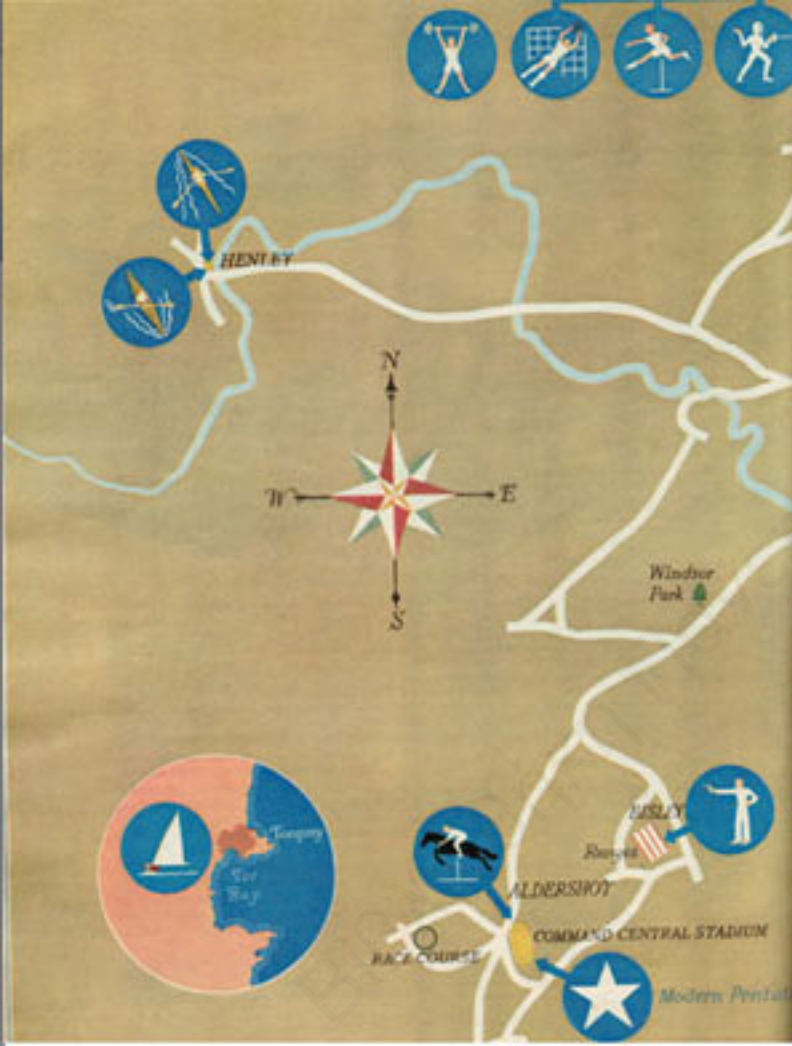 HENLEY
N
W
E
S
Windsor
Park
BISLEY
Ranges
Torquay
Tor
Bay
ALDERSHOT
COMMAND CENTRAL STADIUM
RACE COURSE
Modern Pentat